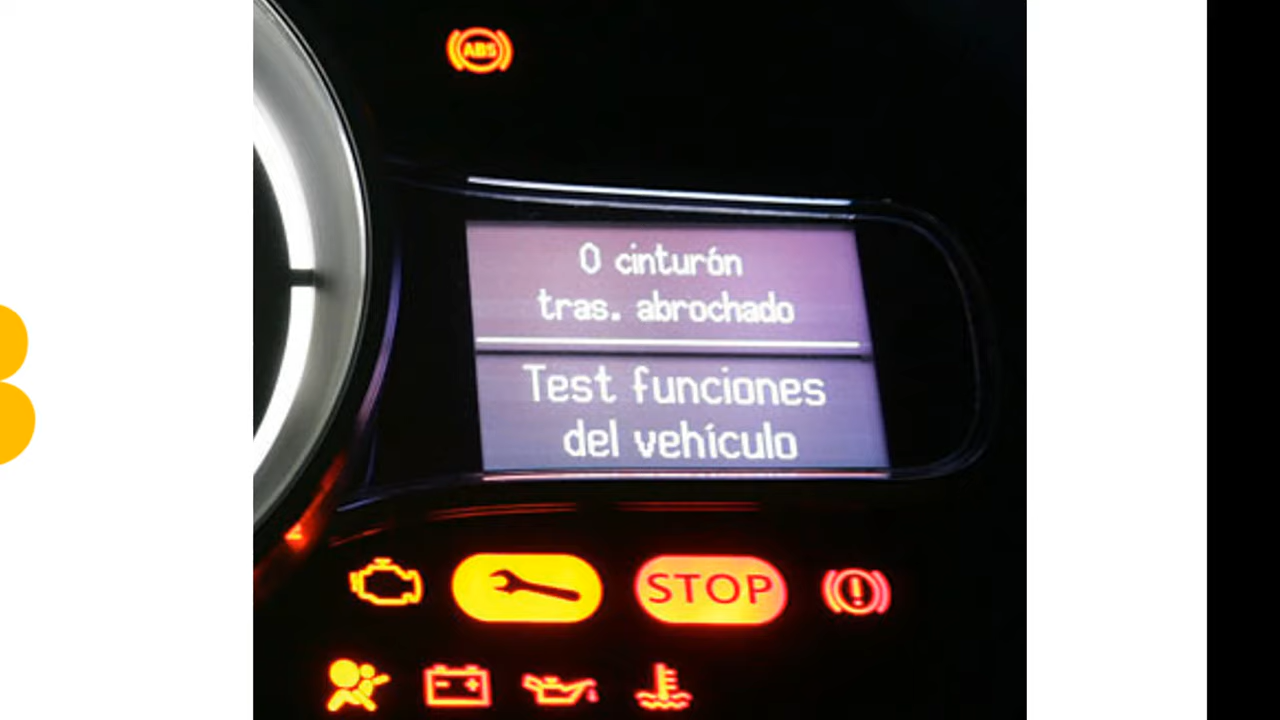 ABS
0 cinturón
tras. abrochado
Test funciones
del vehículo
STOP